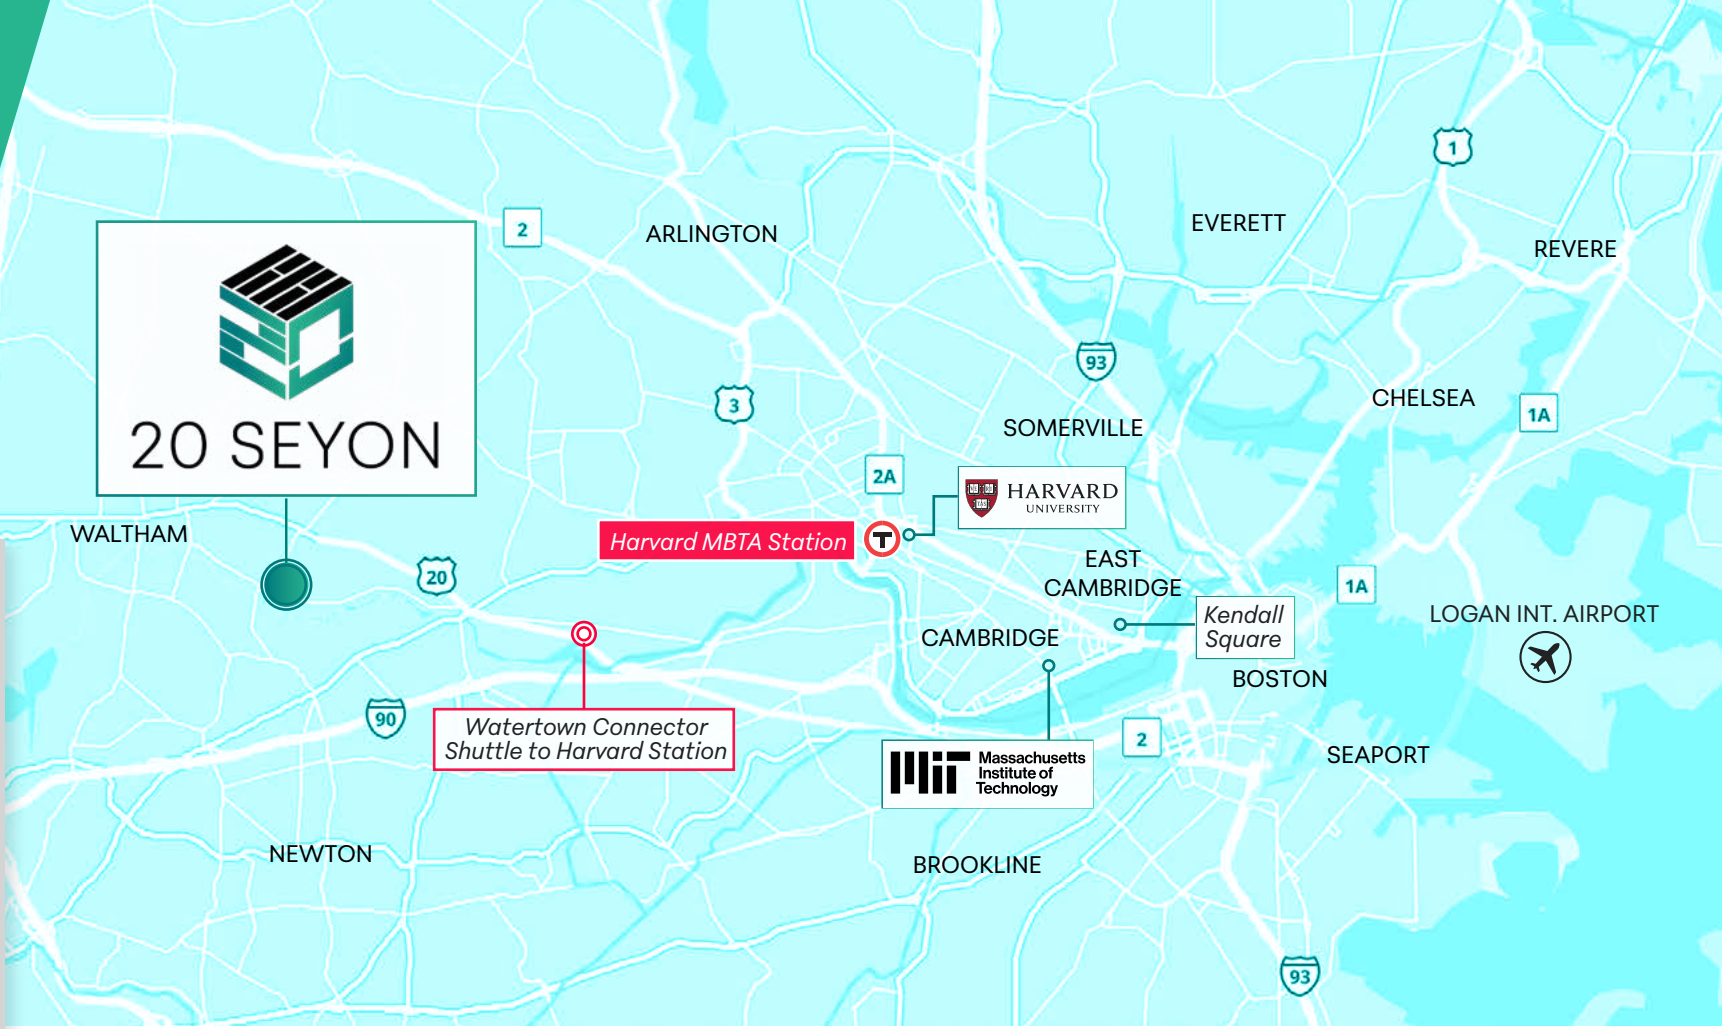 1
EVERETT
2
ARLINGTON
REVERE
93
3
CHELSEA
1A
20 SEYON
SOMERVILLE
2A
HARVARD
UNIVERSITY
WALTHAM
Harvard MBTA Station
T
EAST
CAMBRIDGE
20
1A
Kendall
Square
LOGAN INT. AIRPORT
CAMBRIDGE
BOSTON
90
Watertown Connector
Shuttle to Harvard Station
2
SEAPORT
MIT
Massachusetts
Institute of
Technology
NEWTON
BROOKLINE
93